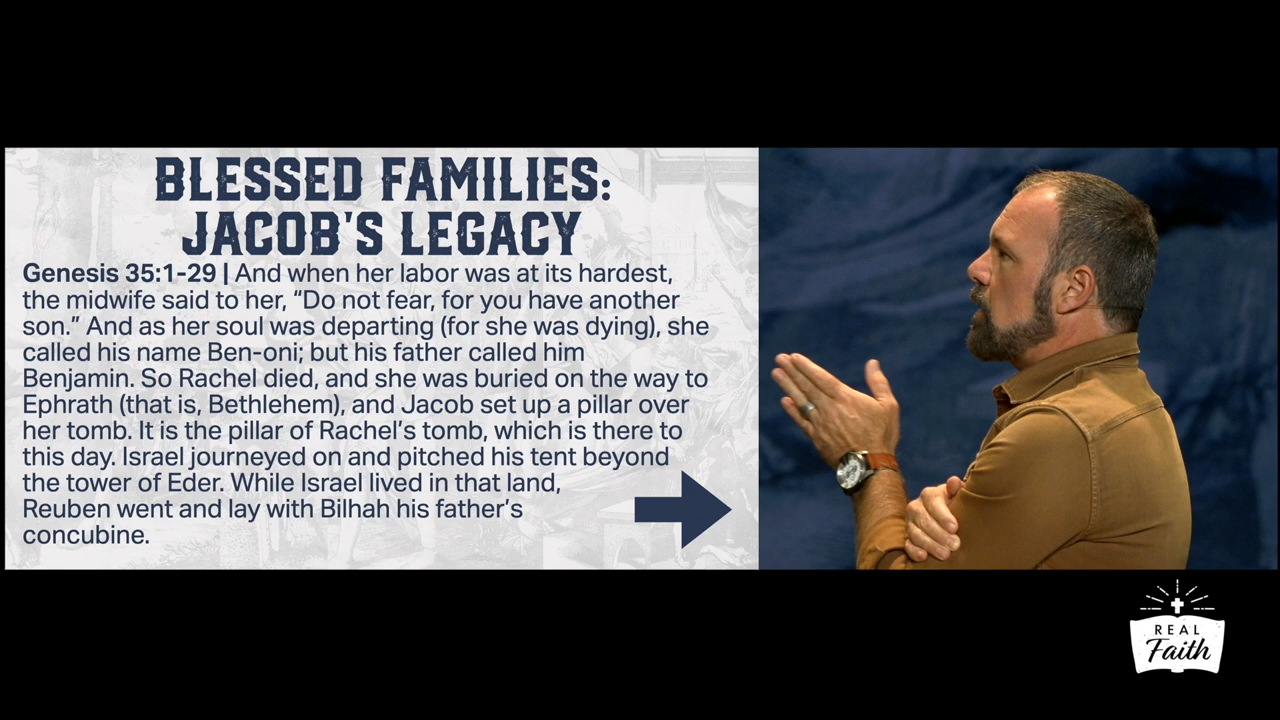 BLESSED FAMILIES:
JACOB'S LEGACY
Genesis 35:1-29 | And when her labor was at its hardest,
the midwife said to her, “Do not fear, for you have another
son.” And as her soul was departing (for she was dying), she
called his name Ben-oni; but his father called him
Benjamin. So Rachel died, and she was buried on the way to
Ephrath (that is, Bethlehem), and Jacob set up a pillar over
her tomb. It is the pillar of Rachel’s tomb, which is there to
this day. Israel journeyed on and pitched his tent beyond
the tower of Eder. While Israel lived in that land,
Reuben went and lay with Bilhah his father’s
concubine.
REAL
Faith